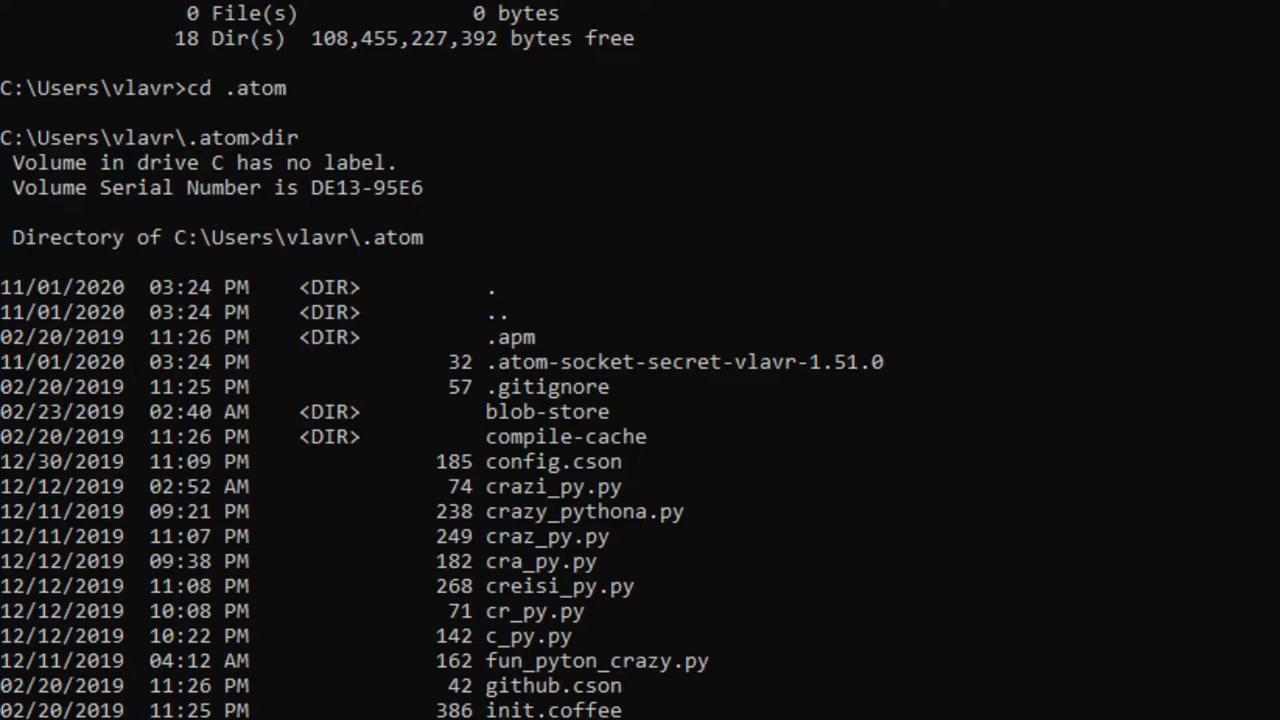 0 File(s)              0 bytes
18 Dir(s)  108,455,227,392 bytes free
C:\Users\vlavr>cd .atom
C:\Users\vlavr\.atom>dir
Volume in drive C has no label.
Volume Serial Number is DE13-95E6
Directory of C:\Users\vlavr\.atom
11/01/2020  03:24 PM    <DIR>          .
11/01/2020  03:24 PM    <DIR>          ..
02/20/2019  11:26 PM    <DIR>          .apm
11/01/2020  03:24 PM                32 .atom-socket-secret-vlavr-1.51.0
02/20/2019  11:25 PM                57 .gitignore
02/23/2019  02:40 AM    <DIR>          blob-store
02/20/2019  11:26 PM    <DIR>          compile-cache
12/30/2019  11:09 PM               185 config.cson
12/12/2019  02:52 AM                74 crazi_py.py
12/11/2019  09:21 PM               238 crazy_pythona.py
12/11/2019  11:07 PM               249 craz_py.py
12/12/2019  09:38 PM               182 cra_py.py
12/12/2019  11:08 PM               268 creisi_py.py
12/12/2019  10:08 PM                71 cr_py.py
12/12/2019  10:22 PM               142 c_py.py
12/11/2019  04:12 AM               162 fun_pyton_crazy.py
02/20/2019  11:26 PM                42 github.cson
02/20/2019  11:25 PM               386 init.coffee